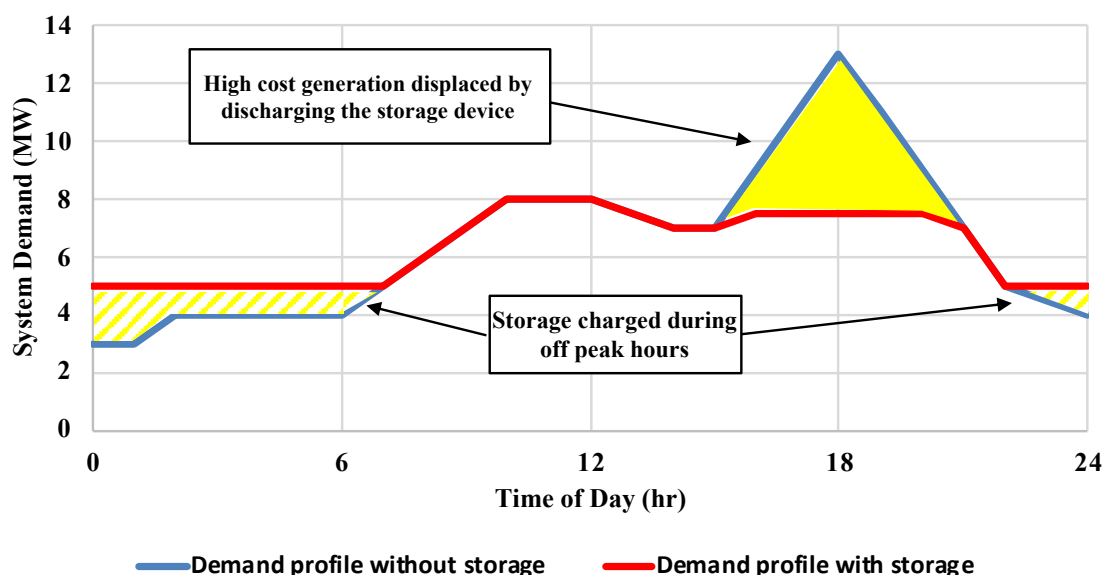 14
12
10
8
6
4
2
0
System Demand (MW)
High cost generation displaced by
discharging the storage device
Storage charged during
off peak hours
0
6
12
18
24
Time of Day (hr)
Demand profile without storage
Demand profile with storage